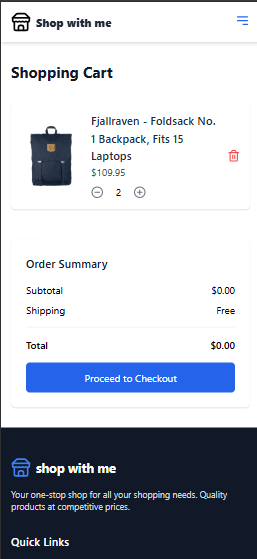 Shop with me
Shopping Cart
Fjallraven - Foldsack No.
1 Backpack, Fits 15
Laptops
$109.95
2
Order Summary
Subtotal $0.00
Shipping Free
Total $0.00
Proceed to Checkout
shop with me
Your one-stop shop for all your shopping needs. Quality
products at competitive prices.
Quick Links